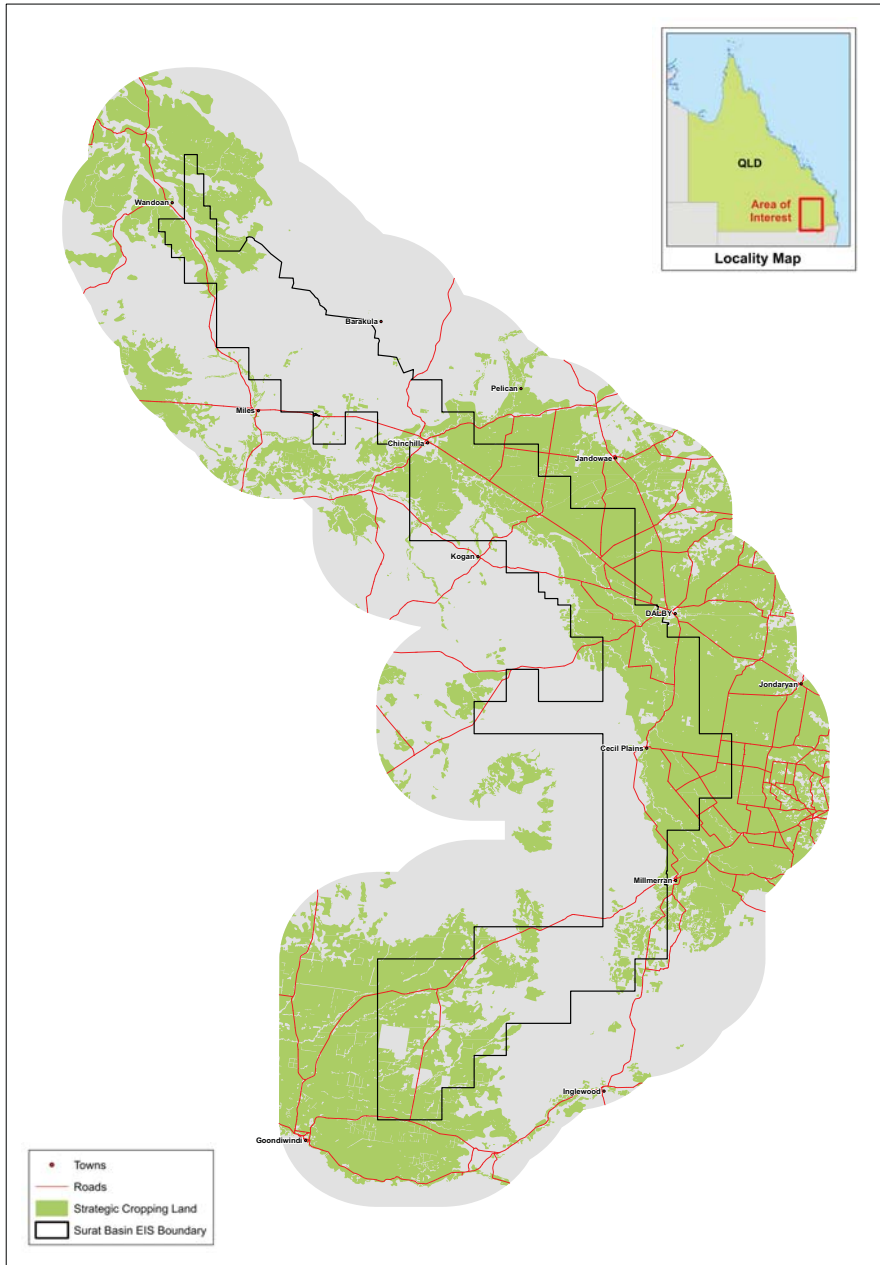 QLD
Area of
Interest
Locality Map
Wandoan
Barakula
Pelican
Miles
Chinchilla
Jandowae
Kogan
DALBY
Jondaryan
Cecil Plains
Millmerran
Inglewood
Goondiwindi
Towns
Roads
Strategic Cropping Land
Surat Basin EIS Boundary